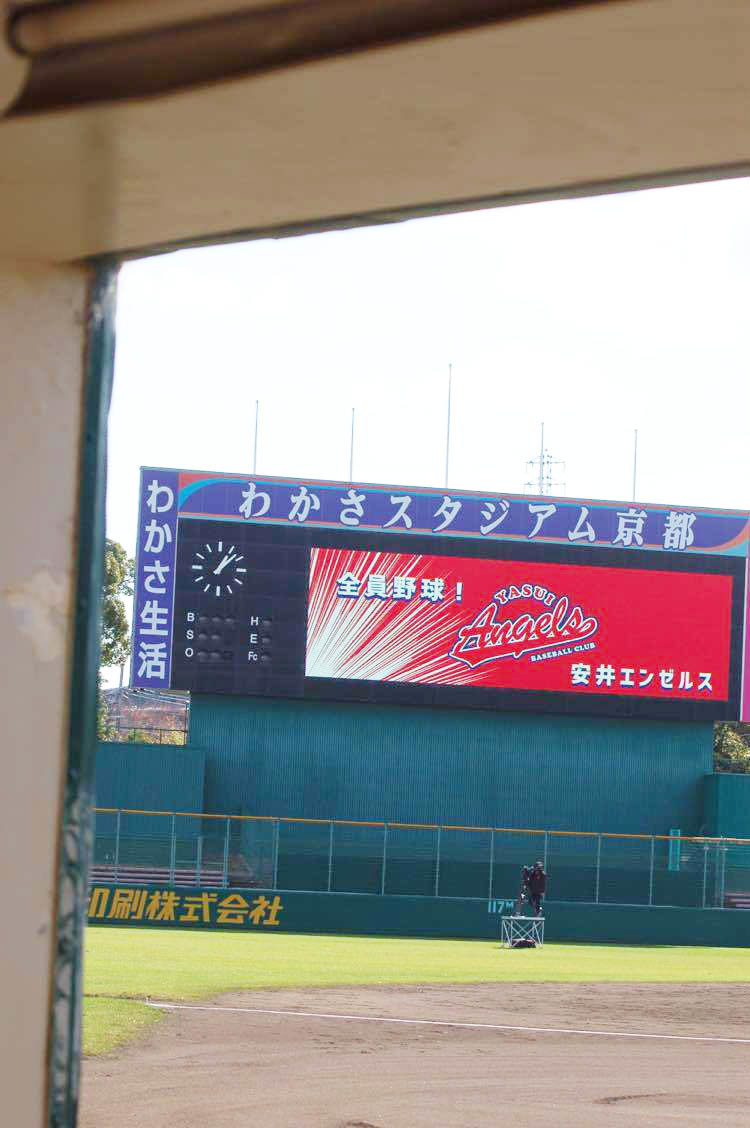 わかさスタジアム京都
わかさ生活
全員野球！
YASUI
Angels
BASEBALL CLUB
安井エンゼルス
B
S
O
H
E
Fc
印刷株式会社
117M